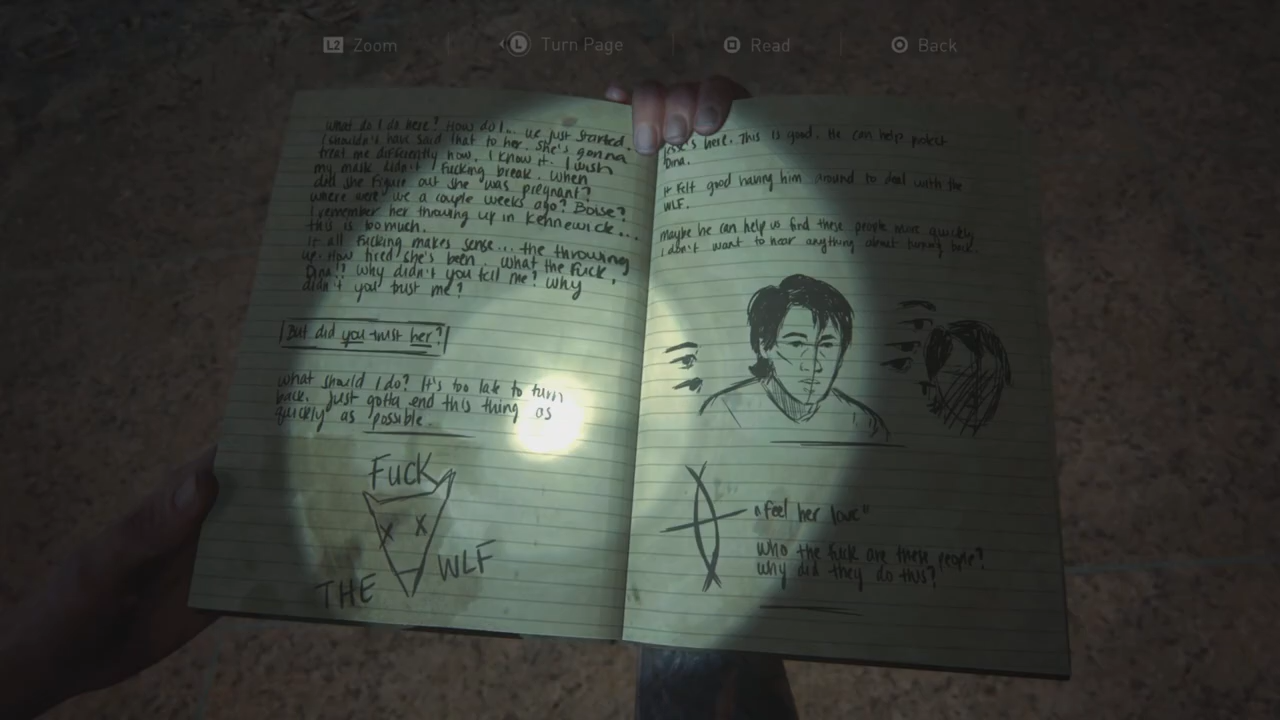 L2 Zoom
L Turn Page
Read
Back
What do I do here? How do I... we just started.
I shouldn't have said that to her. She's gonna
treat me differently now. I know it. I wish
my mask didn't fucking break. When
did she figure out she was pregnant?
where were we a couple weeks ago? Boise?
I remember her throwing up in Kennewick...
this is too much.
It all fucking makes sense... the throwing
up. How tired she's been. What the fuck,
Dina!? Why didn't you tell me? Why
didn't you trust me?
But did you trust her?
What should I do? It's too late to turn
back. Just gotta end this thing as
quickly as possible.
Fuck
THE WLF
Jesse's here. This is good. He can help protect
Dina.
It felt good having him around to deal with the
WLF.
maybe he can help us find these people more quickly.
I don't want to hear anything about turning back.
"feel her love"
Who the fuck are these people?
why did they do this?